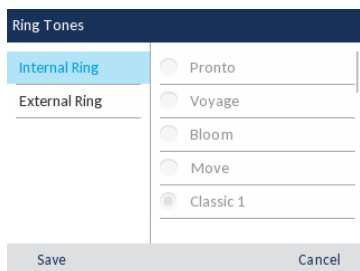 Ring Tones
Internal Ring
External Ring
Pronto
Voyage
Bloom
Move
Classic 1
Save
Cancel